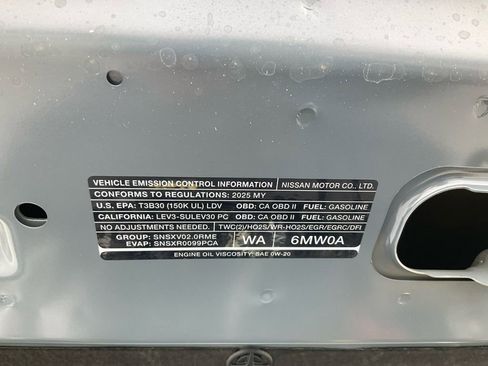 VEHICLE EMISSION CONTROL INFORMATION NISSAN MOTOR CO., LTD.
CONFORMS TO REGULATIONS: 2025 MY
U.S. EPA: T3B30 (150K UL) LDV OBD: CA OBD II FUEL: GASOLINE
CALIFORNIA: LEV3-SULEV30 PC OBD: CA OBD II FUEL: GASOLINE
NO ADJUSTMENTS NEEDED. TWC(2)/HO2S/WR-HO2S/EGR/EGRC/DFI
GROUP: SNSXV02.0RME WA 6MW0A
EVAP: SNSXR0099PCA
ENGINE OIL VISCOSITY: SAE 0W-20